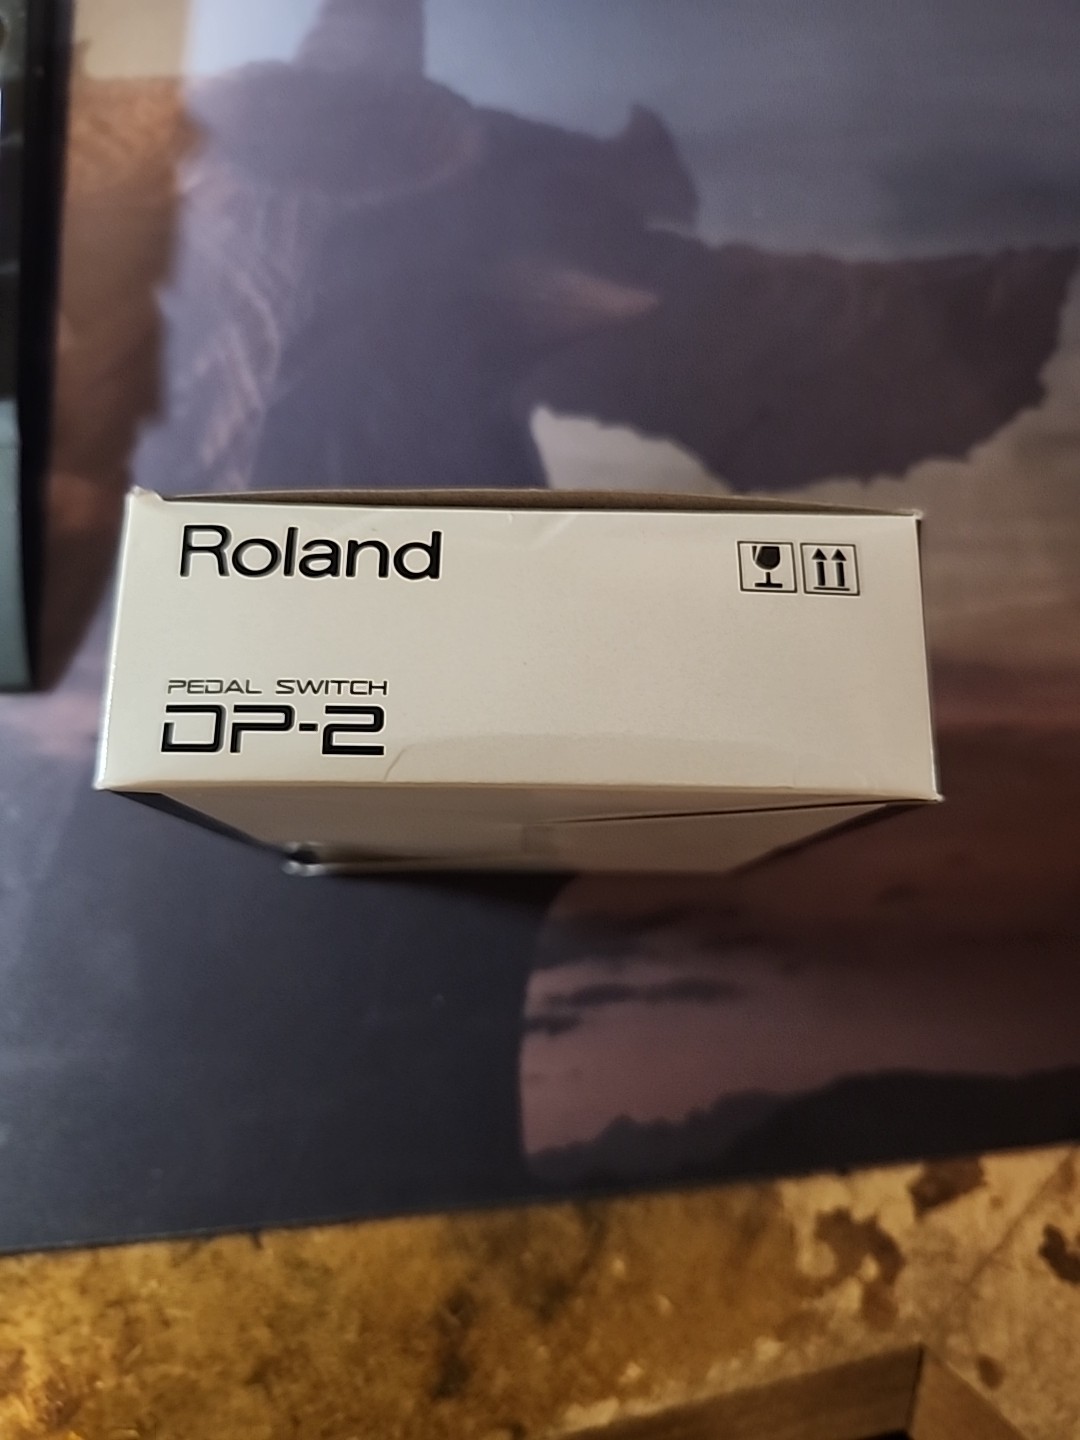 Roland
PEDAL SWITCH
DP-2